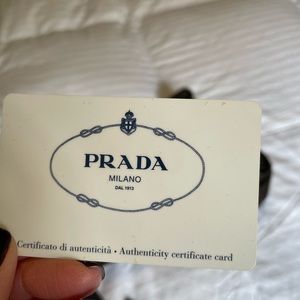 PRADA
MILANO
DAL 1913
Certificato di autenticità • Authenticity certificate card